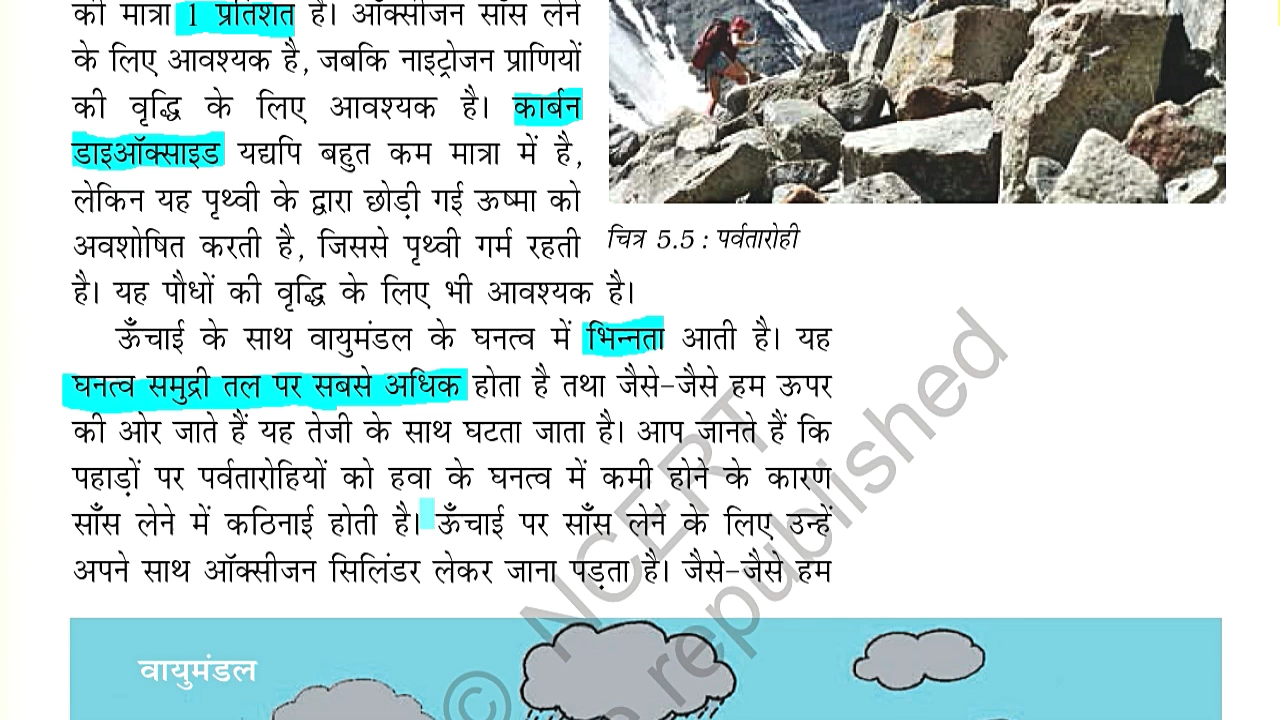 की मात्रा 1 प्रतिशत है। ऑक्सीजन साँस लेने
के लिए आवश्यक है, जबकि नाइट्रोजन प्राणियों
की वृद्धि के लिए आवश्यक है। कार्बन
डाइऑक्साइड यद्यपि बहुत कम मात्रा में है,
लेकिन यह पृथ्वी के द्वारा छोड़ी गई ऊष्मा को
अवशोषित करती है, जिससे पृथ्वी गर्म रहती
है। यह पौधों की वृद्धि के लिए भी आवश्यक है।
चित्र 5.5 : पर्वतारोही
ऊँचाई के साथ वायुमंडल के घनत्व में भिन्नता आती है। यह
घनत्व समुद्री तल पर सबसे अधिक होता है तथा जैसे-जैसे हम ऊपर
की ओर जाते हैं यह तेजी के साथ घटता जाता है। आप जानते हैं कि
पहाड़ों पर पर्वतारोहियों को हवा के घनत्व में कमी होने के कारण
साँस लेने में कठिनाई होती है। ऊँचाई पर साँस लेने के लिए उन्हें
अपने साथ ऑक्सीजन सिलिंडर लेकर जाना पड़ता है। जैसे-जैसे हम
वायुमंडल
© NCERT
e republished